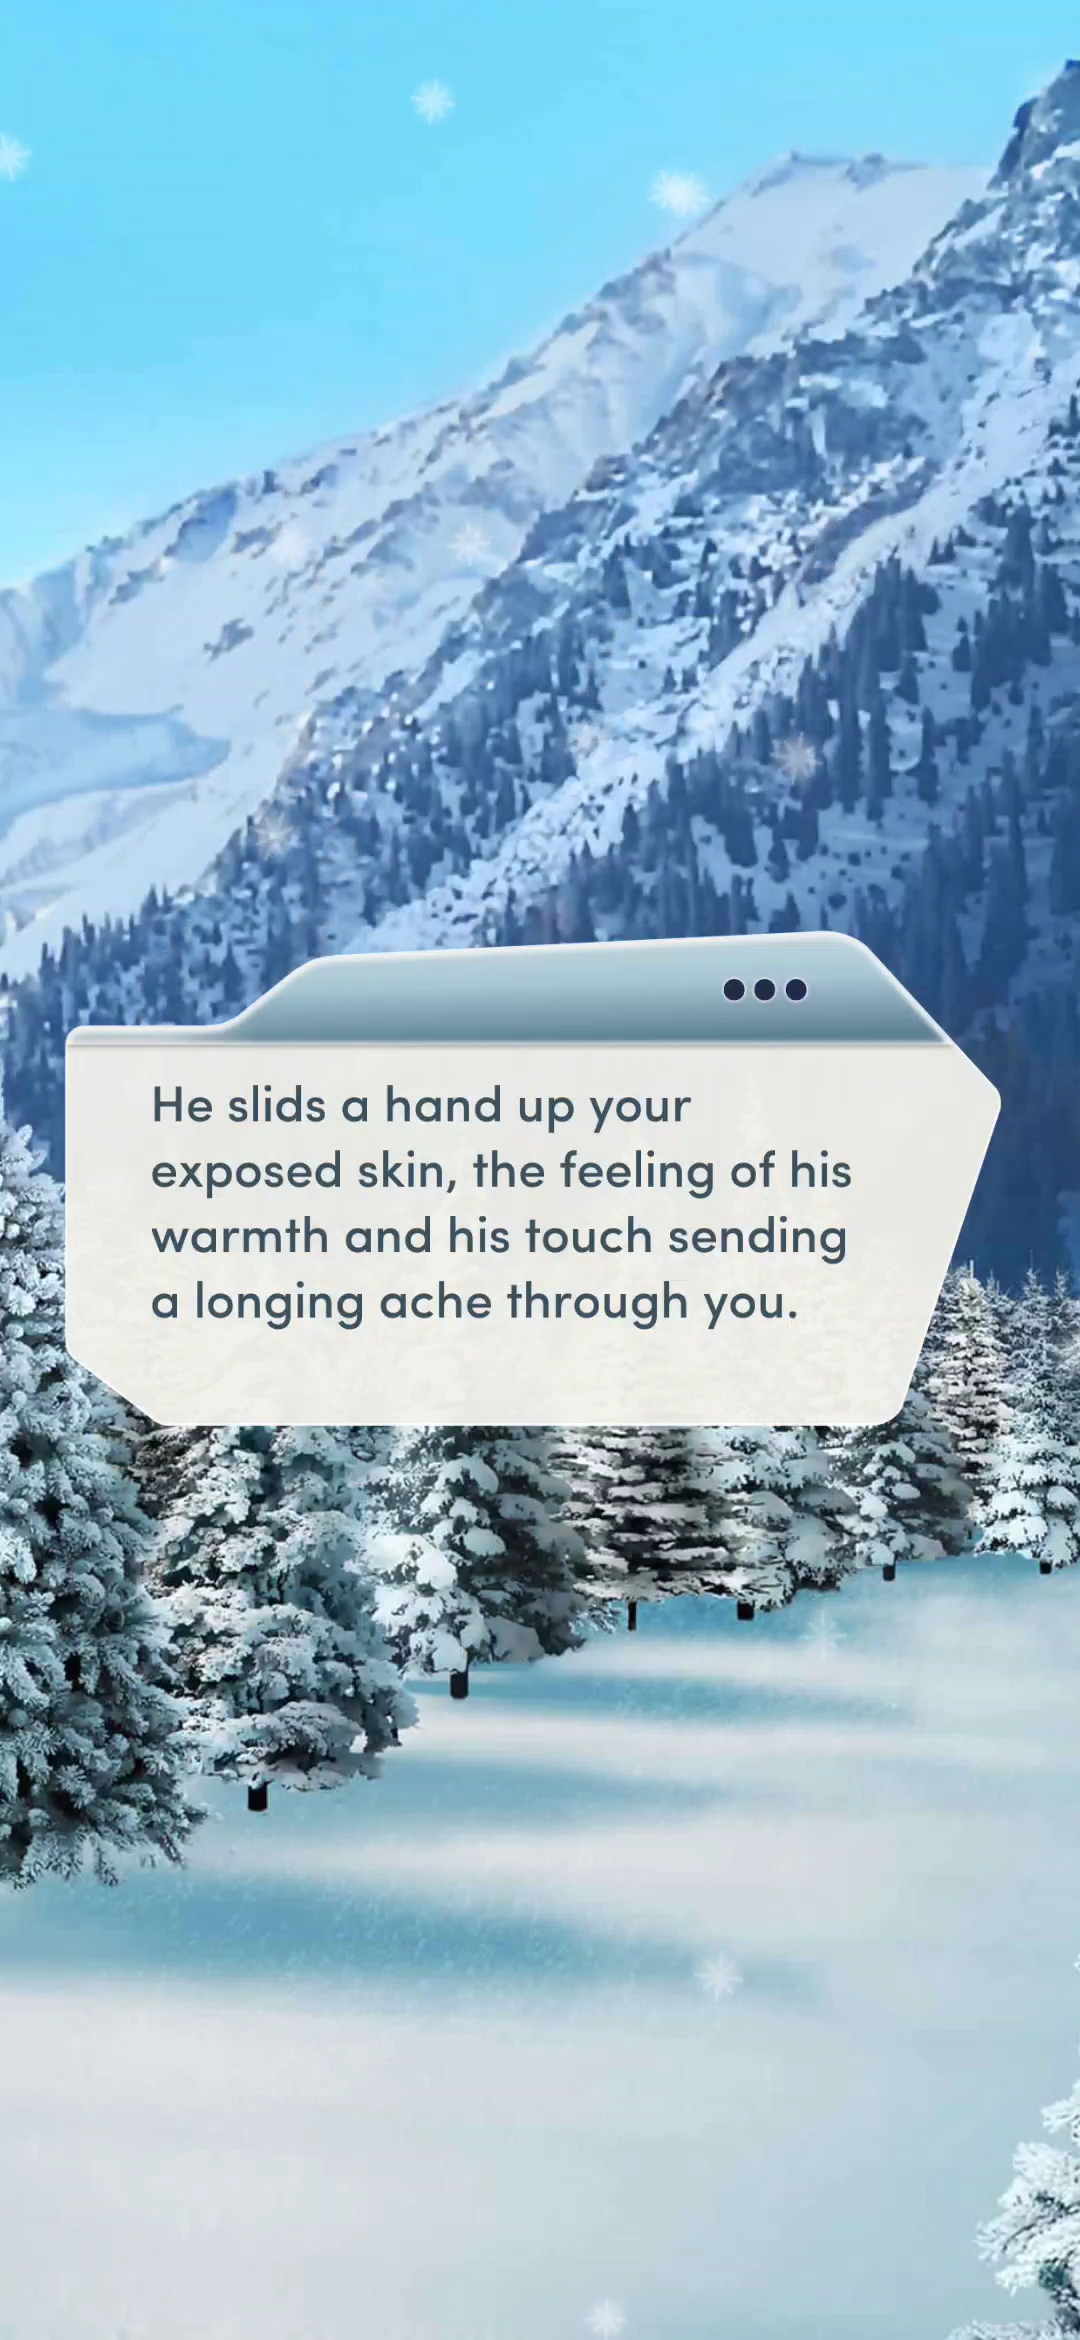 He slids a hand up your
exposed skin, the feeling of his
warmth and his touch sending
a longing ache through you.